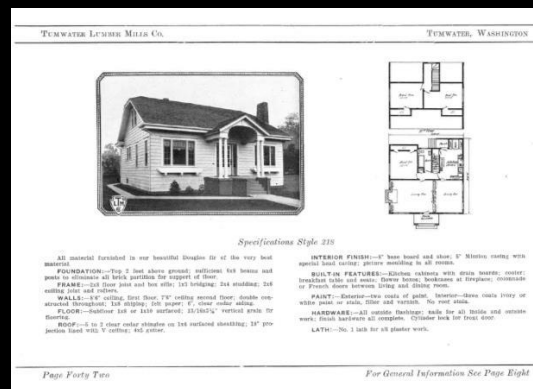 TUMWATER LUMBER MILLS CO.
TUMWATER, WASHINGTON
Specifications Style 218
All material furnished in our beautiful Douglas fir of the very best
material.
FOUNDATION:—Top 2 feet above ground; sufficient 6x6 beams and
posts to eliminate all brick partition for support of floor.
FRAME:—2x8 floor joist and box sills; 1x3 bridging; 2x4 studding; 2x6
ceiling joist and rafters.
WALLS:—8'6" ceiling, first floor, 7'6" ceiling second floor; double con-
structed throughout; 1x8 shiplap; felt paper; 6", clear cedar siding.
FLOOR:—Subfloor 1x8 or 1x10 surfaced; vertical grain fir
flooring.
ROOF:—5 to 2 clear cedar shingles on 1x4 surfaced sheathing; 18" pro-
jection lined with V ceiling; 4x5 gutter.
INTERIOR FINISH:—8" base board and shoe; 5" Mission casing with
special head casing; picture moulding in all rooms.
BUILT-IN FEATURES:—Kitchen cabinets with drain boards; cooler;
breakfast table and seats; flower boxes; bookcases at fireplace; colonnade
or French doors between living and dining room.
PAINT:—Exterior—two coats of paint. Interior—three coats ivory or
white paint or stain, filler and varnish. No roof stain.
HARDWARE:—All outside flashings; nails for all inside and outside
work; finish hardware all complete. Cylinder lock for front door.
LATH:—No. 1 lath for all plaster work.
Page Forty Two
For General Information See Page Eight